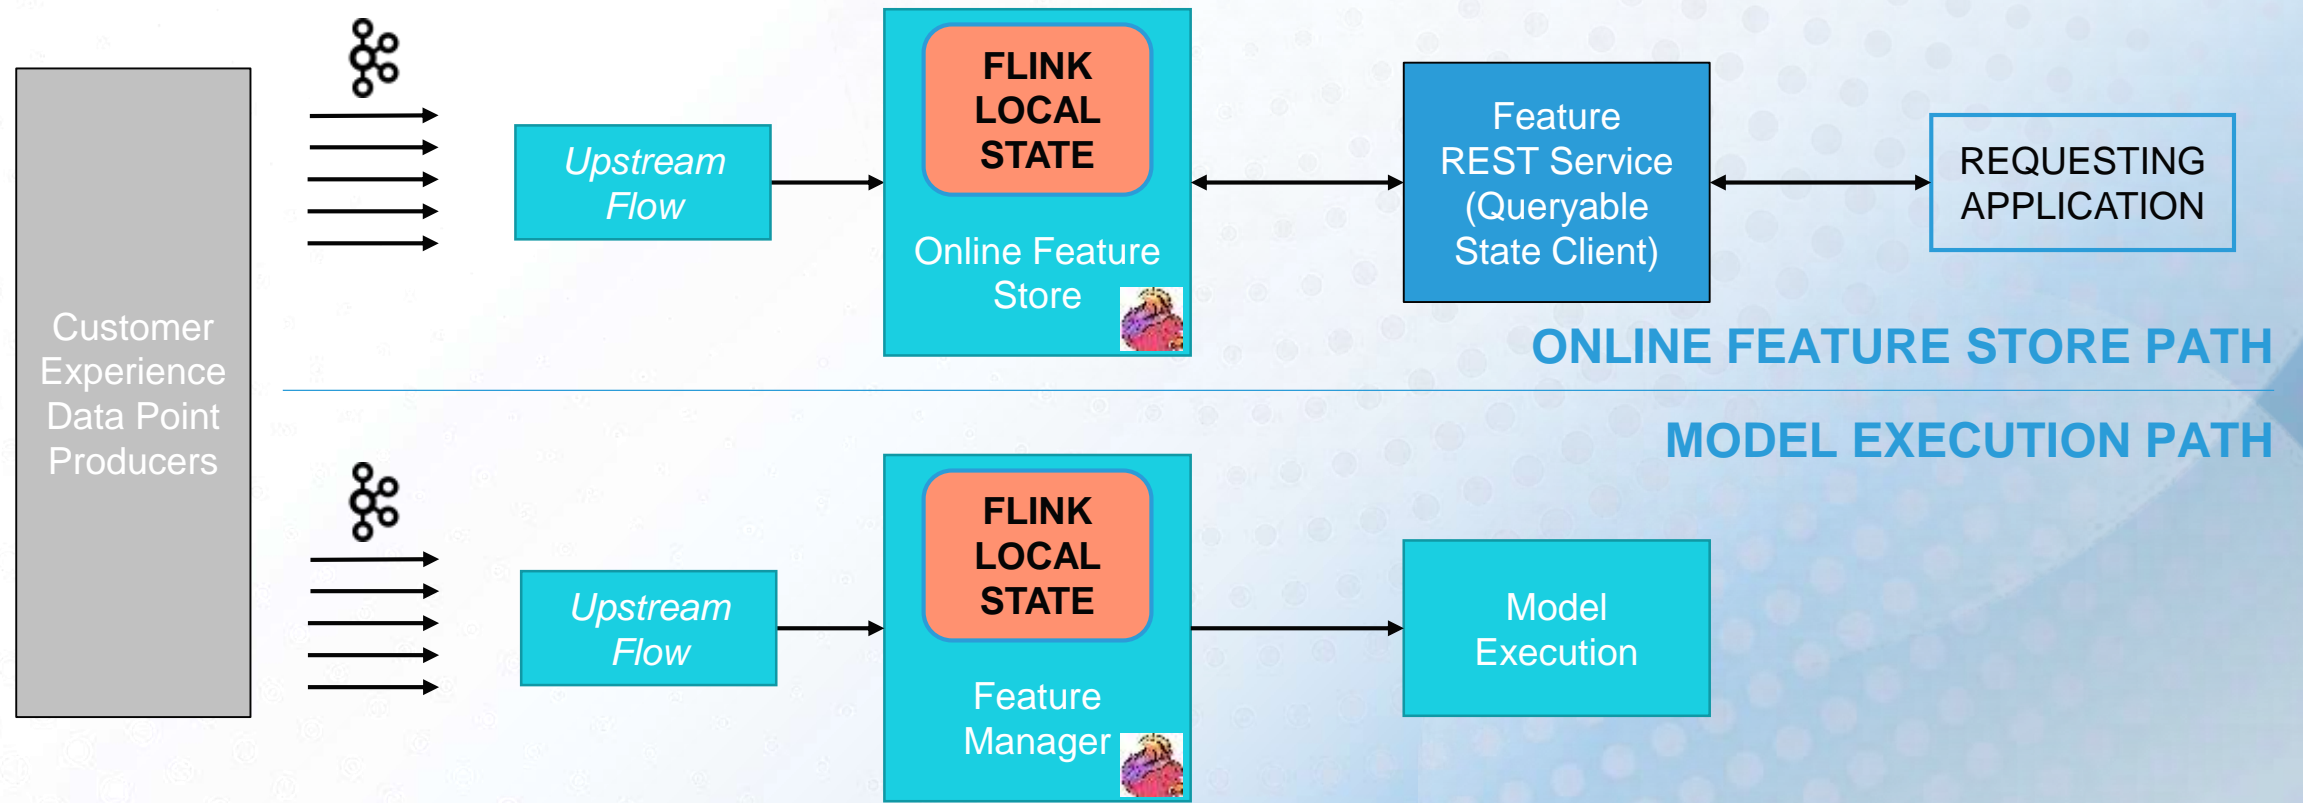 Customer
Experience
Data Point
Producers
Upstream
Flow
FLINK
LOCAL
STATE
Online Feature
Store
Feature
REST Service
(Queryable
State Client)
REQUESTING
APPLICATION
ONLINE FEATURE STORE PATH
MODEL EXECUTION PATH
Upstream
Flow
FLINK
LOCAL
STATE
Feature
Manager
Model
Execution